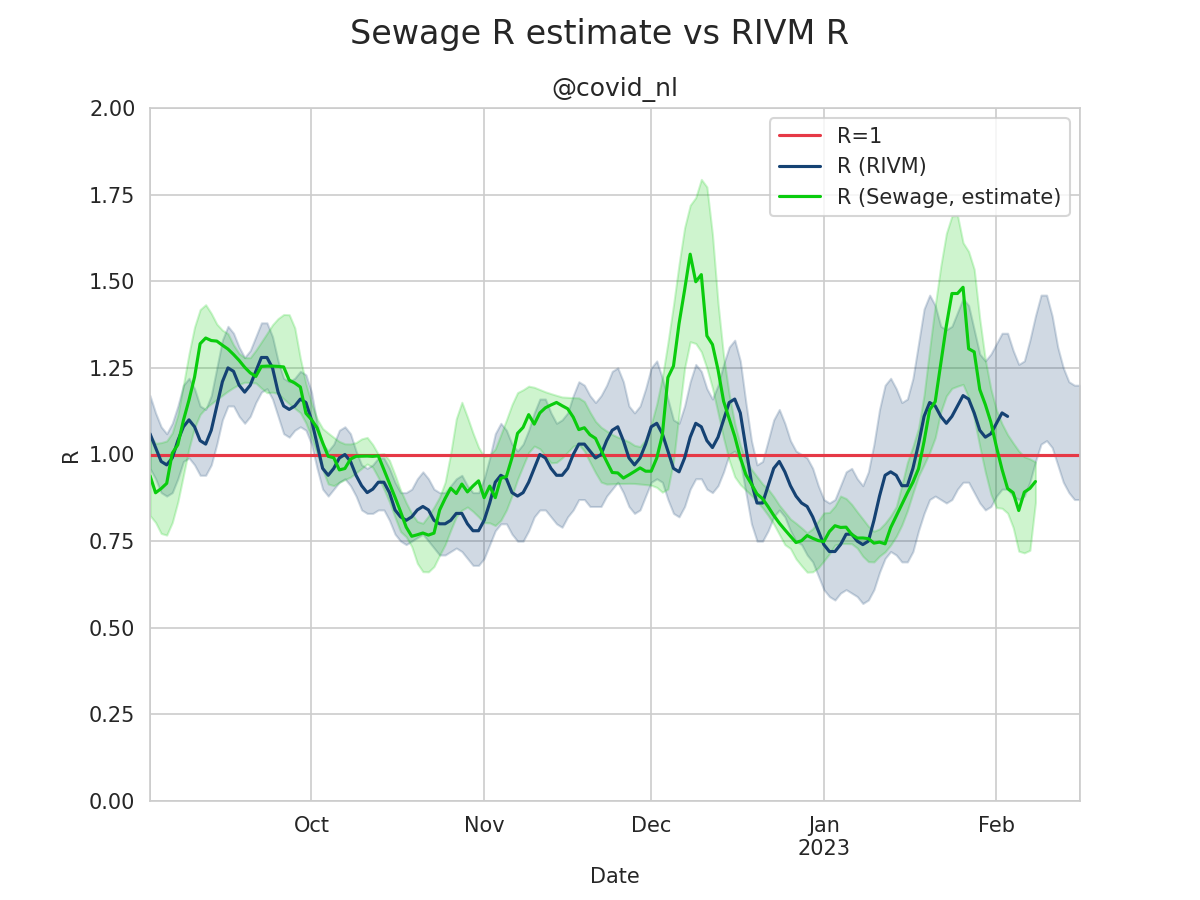 Sewage R estimate vs RIVM R
@covid_nl
2.00
1.75
1.50
1.25
1.00
0.75
0.50
0.25
0.00
R
R=1
R (RIVM)
R (Sewage, estimate)
Oct
Nov
Dec
Jan
2023
Feb
Date